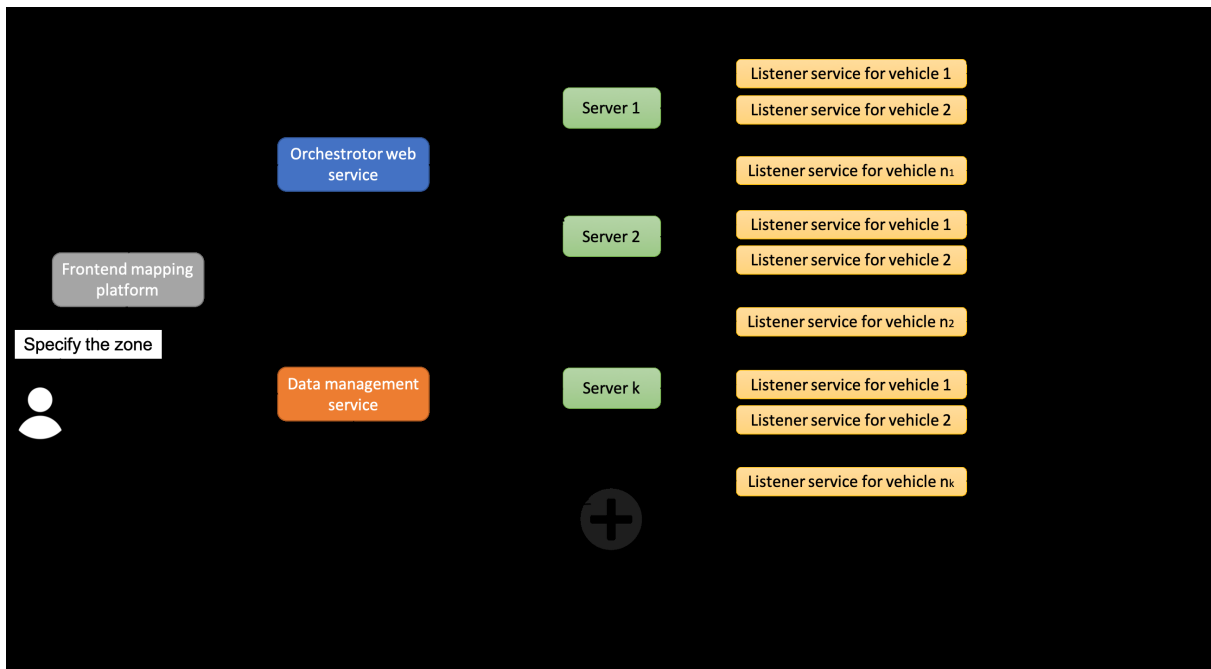 Listener service for vehicle 1
Server 1
Listener service for vehicle 2
Orchestrotor web
service
Listener service for vehicle n₁
Listener service for vehicle 1
Server 2
Listener service for vehicle 2
Frontend mapping
platform
Listener service for vehicle n₂
Specify the zone
Data management
service
Server k
Listener service for vehicle 1
Listener service for vehicle 2
Listener service for vehicle nₖ